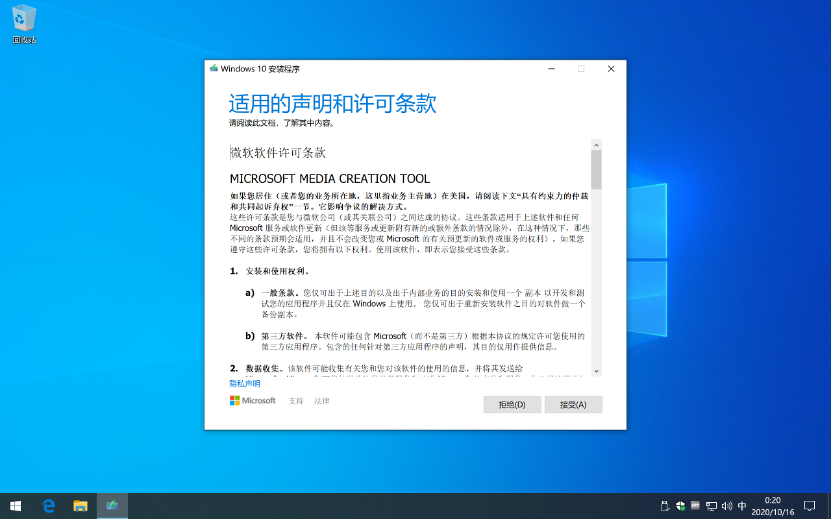 回收站
Windows 10 安装程序
适用的声明和许可条款
请阅读此文档，了解其中内容。
微软软件许可条款
MICROSOFT MEDIA CREATION TOOL
如果您居住（或者您的业务所在地，这里指业务主营地）在美国，请阅读下文“具有约束力的仲裁
和共同起诉弃权”一节。它影响争议的解决方式。
这些许可条款是您与微软公司（或其关联公司）之间达成的协议。这些条款适用于上述软件和任何
Microsoft 服务或软件更新（但该等服务或更新附有新的或额外条款的情况除外，在这种情况下，那些
不同的条款预期会适用，并且不会改变您或 Microsoft 的有关预更新的软件或服务的权利）。如果您
遵守这些许可条款，您将拥有以下权利。使用该软件，即表示您接受这些条款。
1. 安装和使用权利。
a) 一般条款。您仅可出于上述目的以及出于内部业务的目的安装和使用一个 副本 以开发和测
试您的应用程序并且仅在 Windows 上使用。 您仅可出于重新安装软件之目的对软件做一个
备份副本。
b) 第三方软件。 本软件可能包含 Microsoft（而不是第三方）根据本协议的规定许可您使用的
第三方应用程序。包含的任何针对第三方应用程序的声明，其目的仅用作提供信息。
2. 数据收集。该软件可能收集有关您和您对该软件的使用的信息，并将其发送给
隐私声明
Microsoft 支持 法律
拒绝(D) 接受(A)
中
0:20
2020/10/16